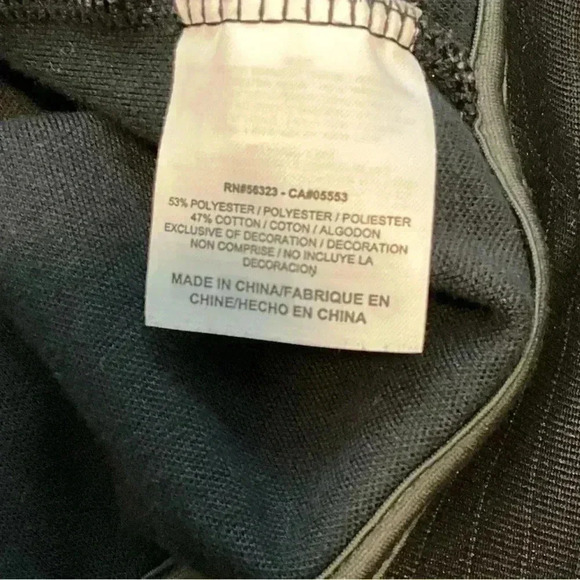 RN#56323 - CA#05553
53% POLYESTER / POLYESTER / POLIESTER
47% COTTON / COTON / ALGODON
EXCLUSIVE OF DECORATION / DECORATION
NON COMPRISE / NO INCLUYE LA
DECORACION
MADE IN CHINA/FABRIQUE EN
CHINE/HECHO EN CHINA